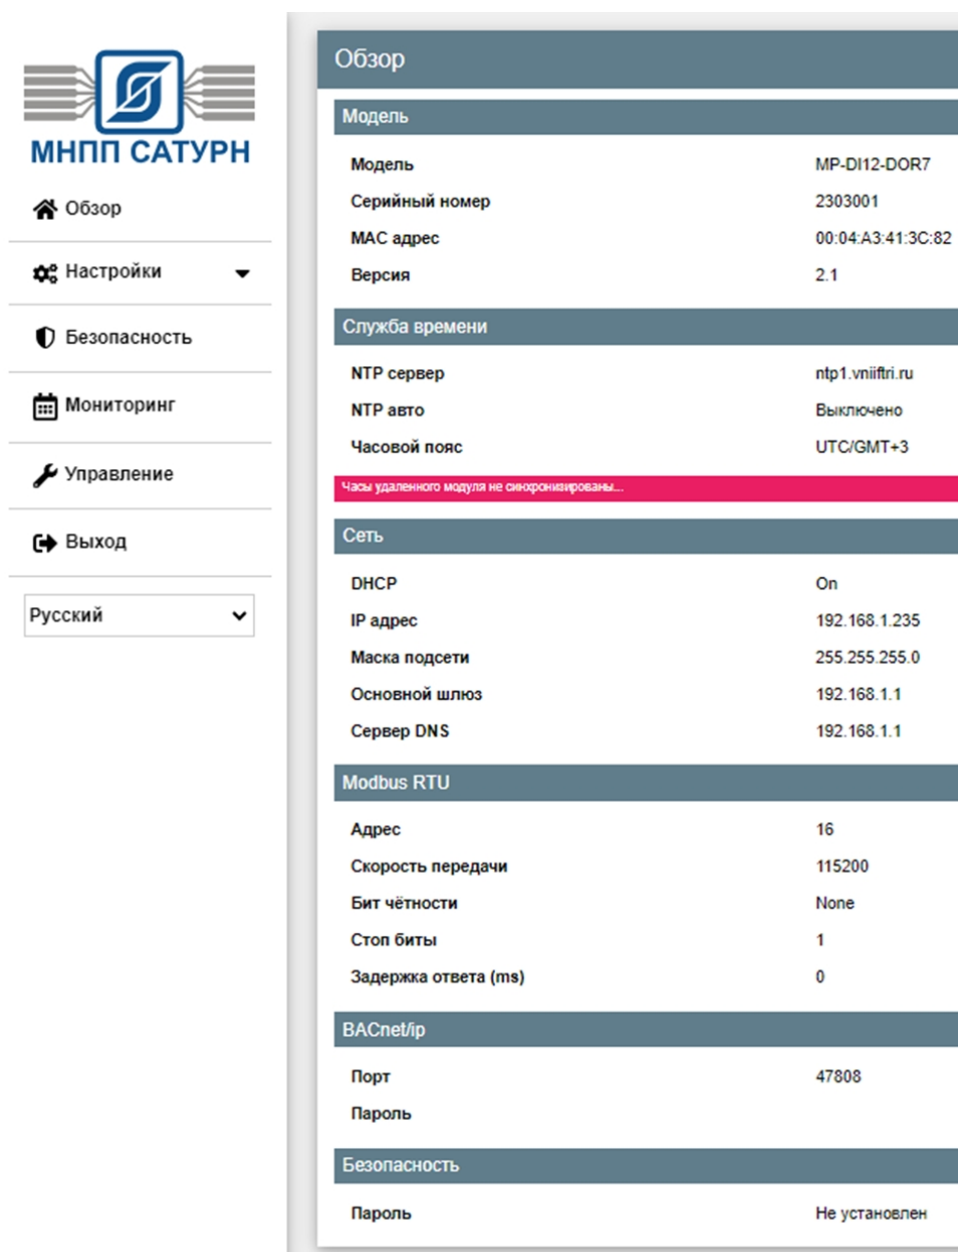 МНПП САТУРН
Обзор
Настройки
Безопасность
Мониторинг
Управление
Выход
Русский
Обзор
Модель
Модель MP-DI12-DOR7
Серийный номер 2303001
MAC адрес 00:04:A3:41:3C:82
Версия 2.1
Служба времени
NTP сервер ntp1.vniiftri.ru
NTP авто Выключено
Часовой пояс UTC/GMT+3
Часы удаленного модуля не синхронизированы...
Сеть
DHCP On
IP адрес 192.168.1.235
Маска подсети 255.255.255.0
Основной шлюз 192.168.1.1
Сервер DNS 192.168.1.1
Modbus RTU
Адрес 16
Скорость передачи 115200
Бит чётности None
Стоп биты 1
Задержка ответа (ms) 0
BACnet/ip
Порт 47808
Пароль
Безопасность
Пароль Не установлен